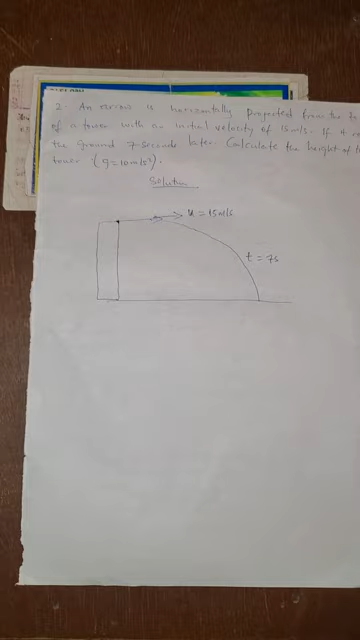 2. An arrow is horizontally projected from the
of a tower with an initial velocity of 15m/s. If
the ground 7 seconds later. Calculate the height of
tower (g=10m/s²).
Solution
u = 15m/s
t = 7s